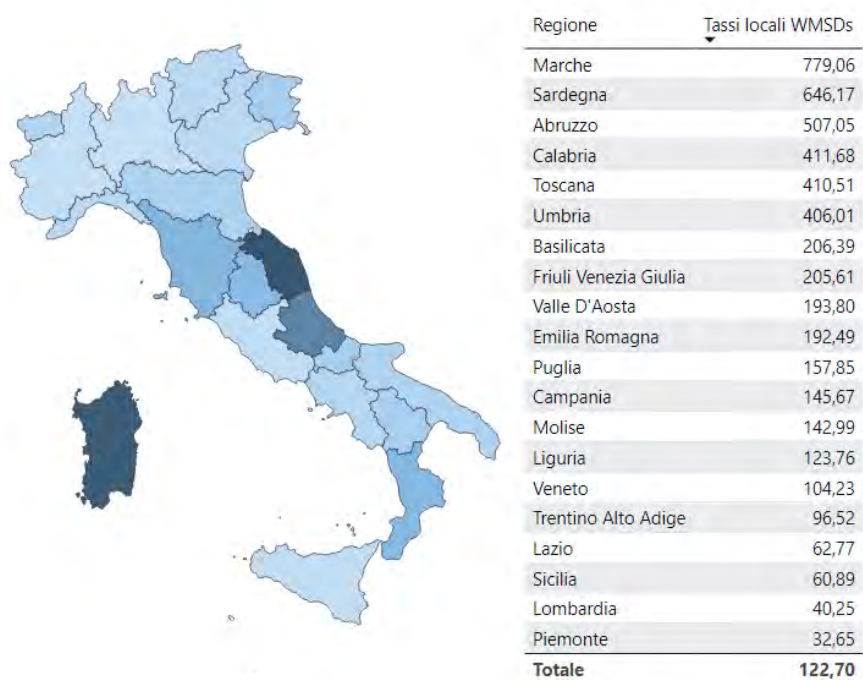 Regione Tassi locali WMSDs
Marche 779,06
Sardegna 646,17
Abruzzo 507,05
Calabria 411,68
Toscana 410,51
Umbria 406,01
Basilicata 206,39
Friuli Venezia Giulia 205,61
Valle D'Aosta 193,80
Emilia Romagna 192,49
Puglia 157,85
Campania 145,67
Molise 142,99
Liguria 123,76
Veneto 104,23
Trentino Alto Adige 96,52
Lazio 62,77
Sicilia 60,89
Lombardia 40,25
Piemonte 32,65
Totale 122,70